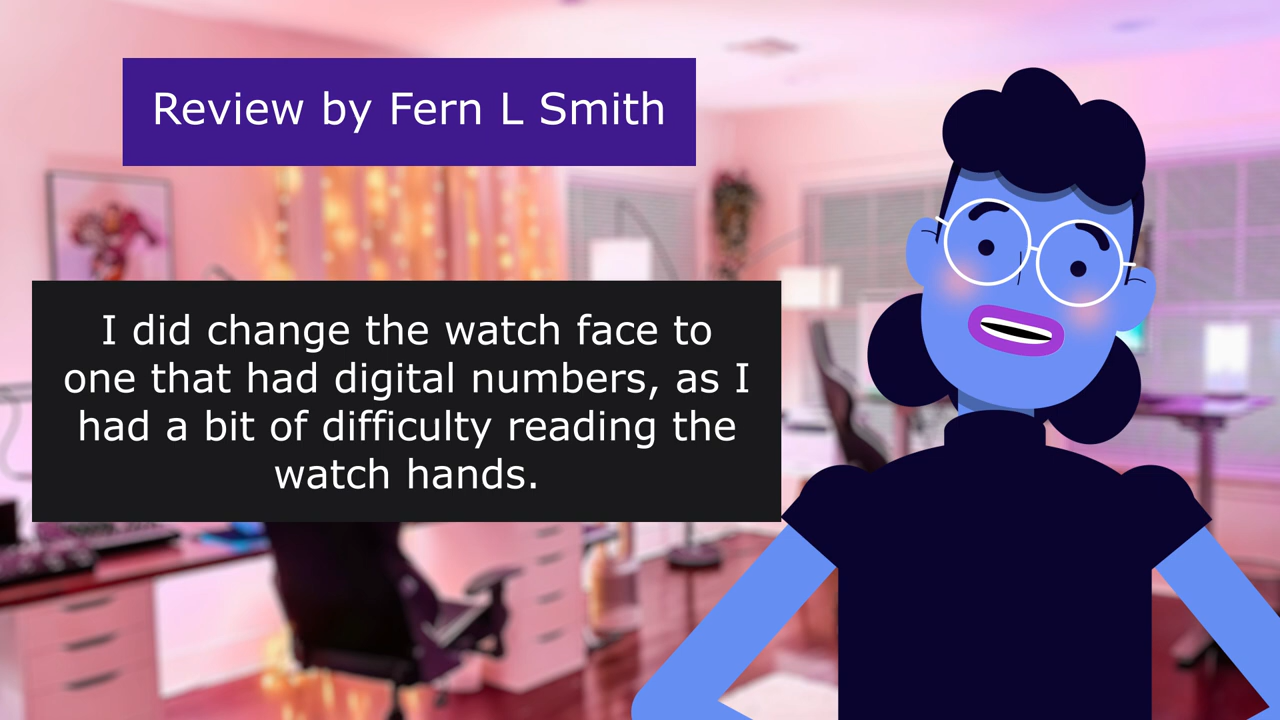 Review by Fern L Smith
I did change the watch face to
one that had digital numbers, as I
had a bit of difficulty reading the
watch hands.